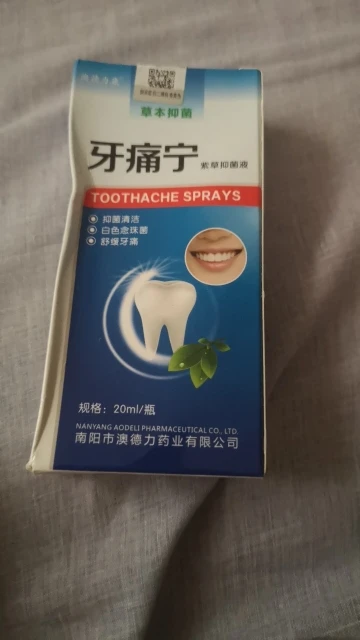 草本抑菌
牙痛宁 紫草抑菌液
TOOTHACHE SPRAYS
抑菌清洁
白色念珠菌
舒缓牙痛
规格：20ml/瓶
NANYANG AODELI PHARMACEUTICAL CO., LTD.
南阳市澳德力药业有限公司